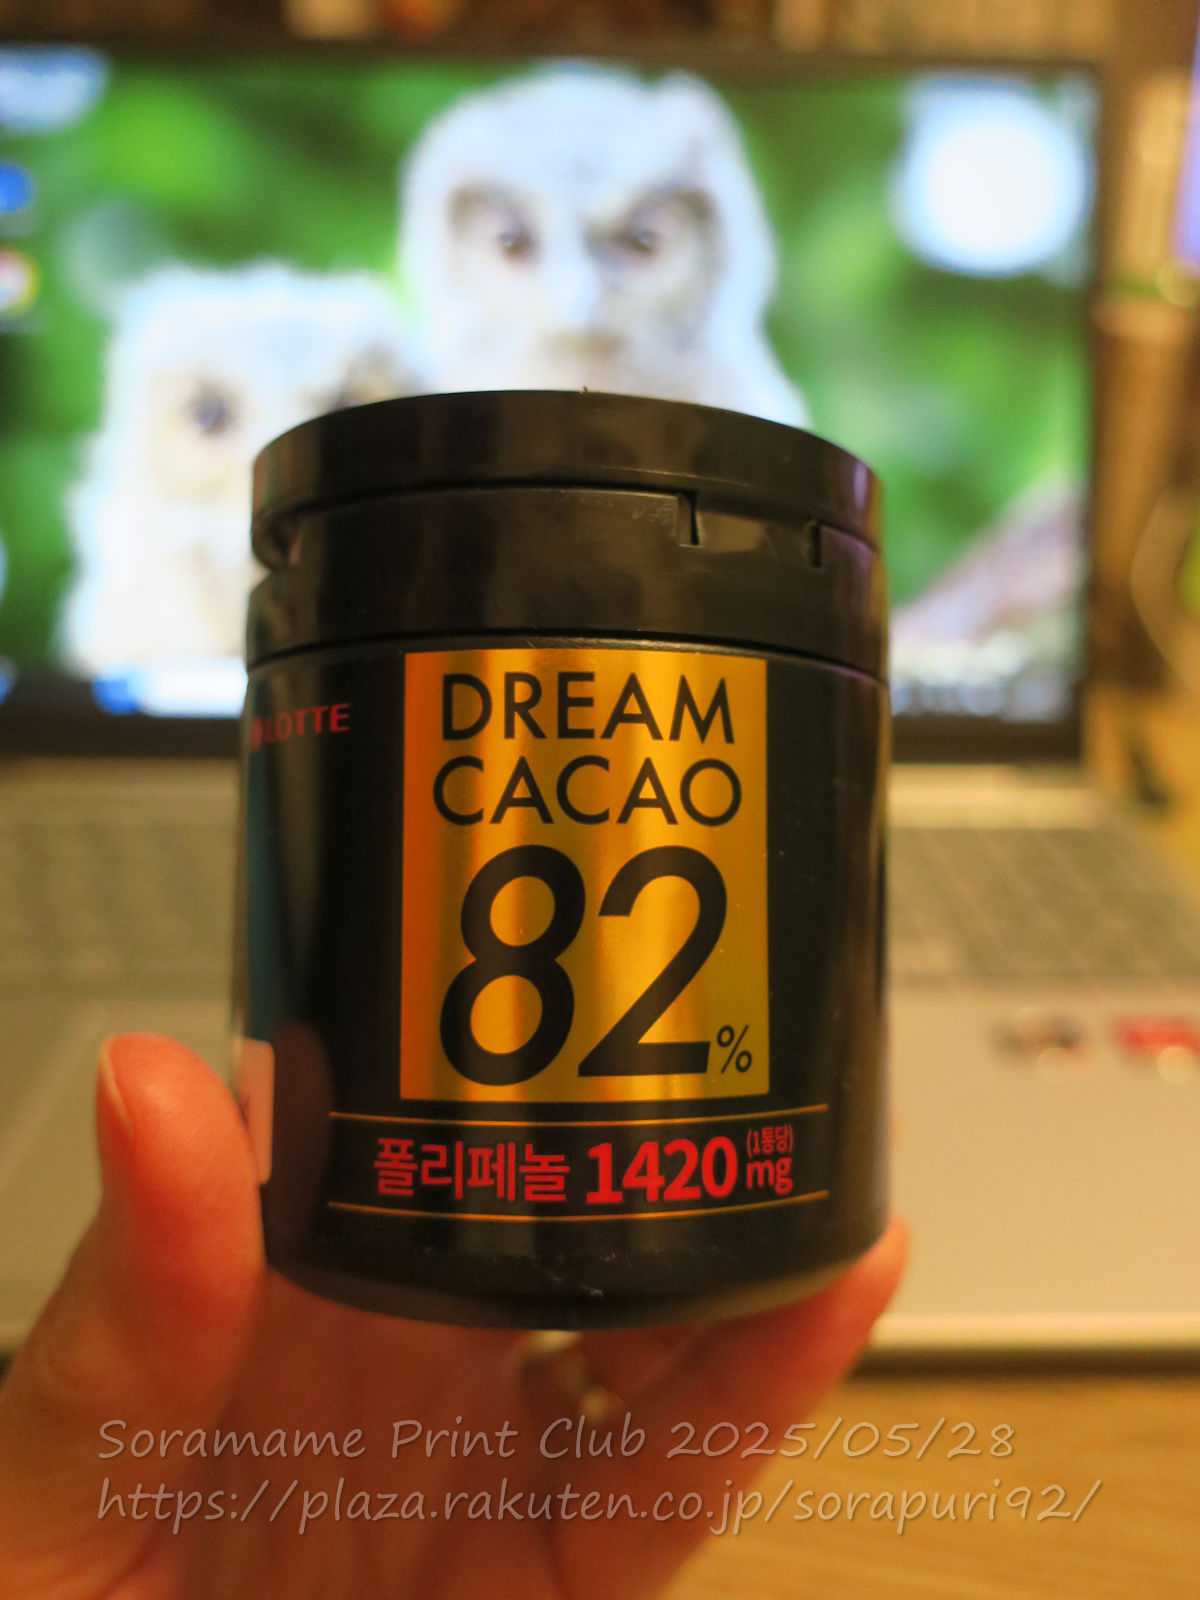 LOTTE
DREAM
CACAO
82%
폴리페놀 1420 mg (1통당)
Soramame Print Club 2025/05/28
https://plaza.rakuten.co.jp/sorapuri92/